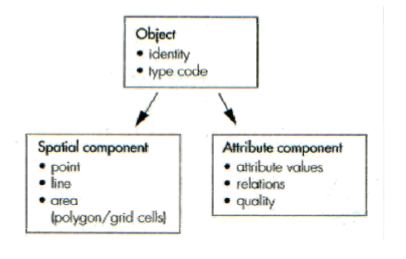 Object
• identity
• type code
Spatial component
• point
• line
• area
(polygon/grid cells)
Attribute component
• attribute values
• relations
• quality